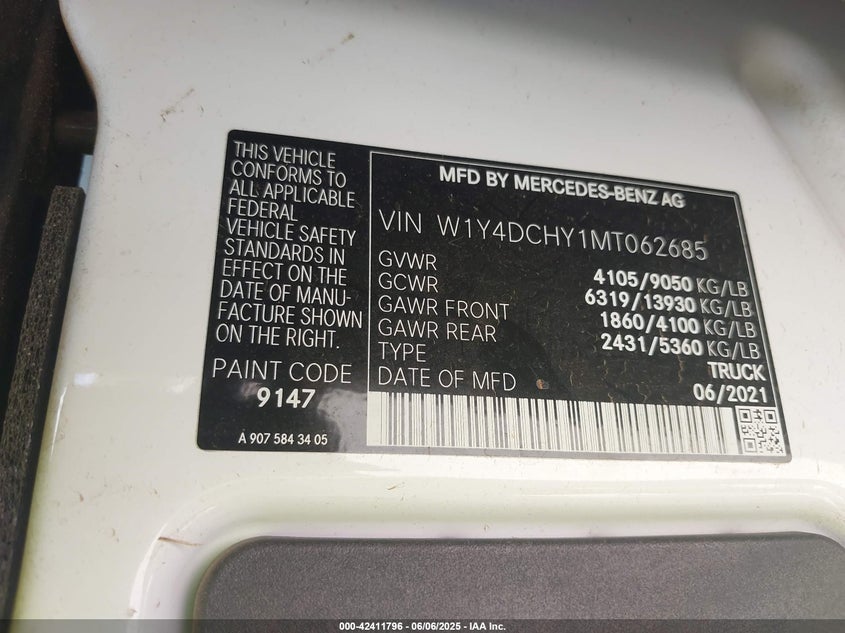 THIS VEHICLE
CONFORMS TO
ALL APPLICABLE
FEDERAL
VEHICLE SAFETY
STANDARDS IN
EFFECT ON THE
DATE OF MANU-
FACTURE SHOWN
ON THE RIGHT.
PAINT CODE
9147
A 907 584 34 05
MFD BY MERCEDES-BENZ AG
VIN W1Y4DCHY1MT062685
GVWR 4105/9050 KG/LB
GCWR 6319/13930 KG/LB
GAWR FRONT 1860/4100 KG/LB
GAWR REAR 2431/5360 KG/LB
TYPE TRUCK
DATE OF MFD 06/2021
000-42411796 - 06/06/2025 - IAA Inc.